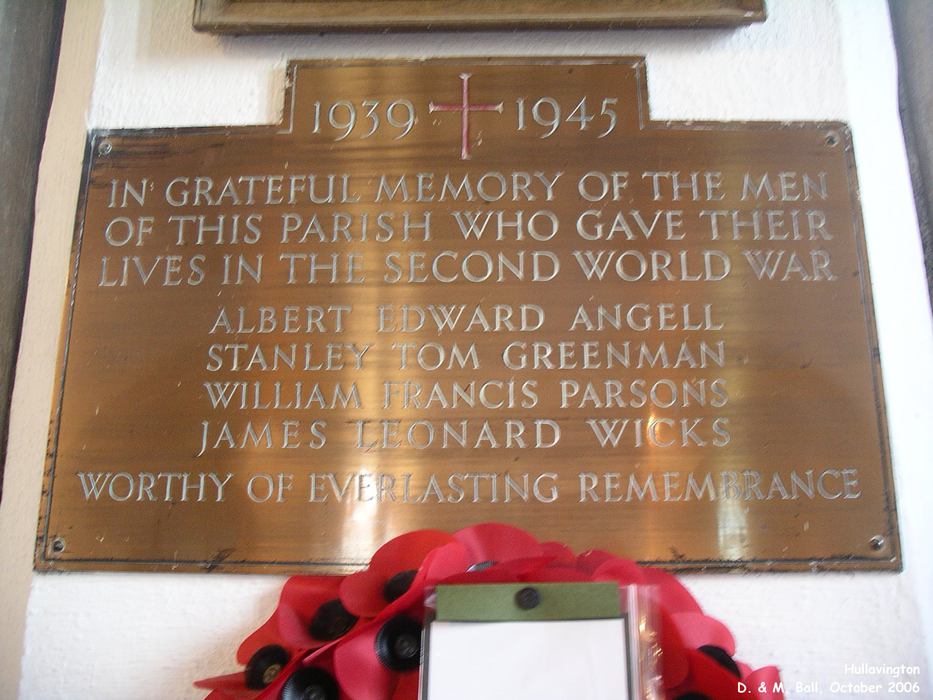 1939 1945
IN GRATEFUL MEMORY OF THE MEN
OF THIS PARISH WHO GAVE THEIR
LIVES IN THE SECOND WORLD WAR
ALBERT EDWARD ANGELL
STANLEY TOM GREENMAN
WILLIAM FRANCIS PARSONS
JAMES LEONARD WICKS
WORTHY OF EVERLASTING REMEMBRANCE
Hullavington
D. & M. Ball, October 2006